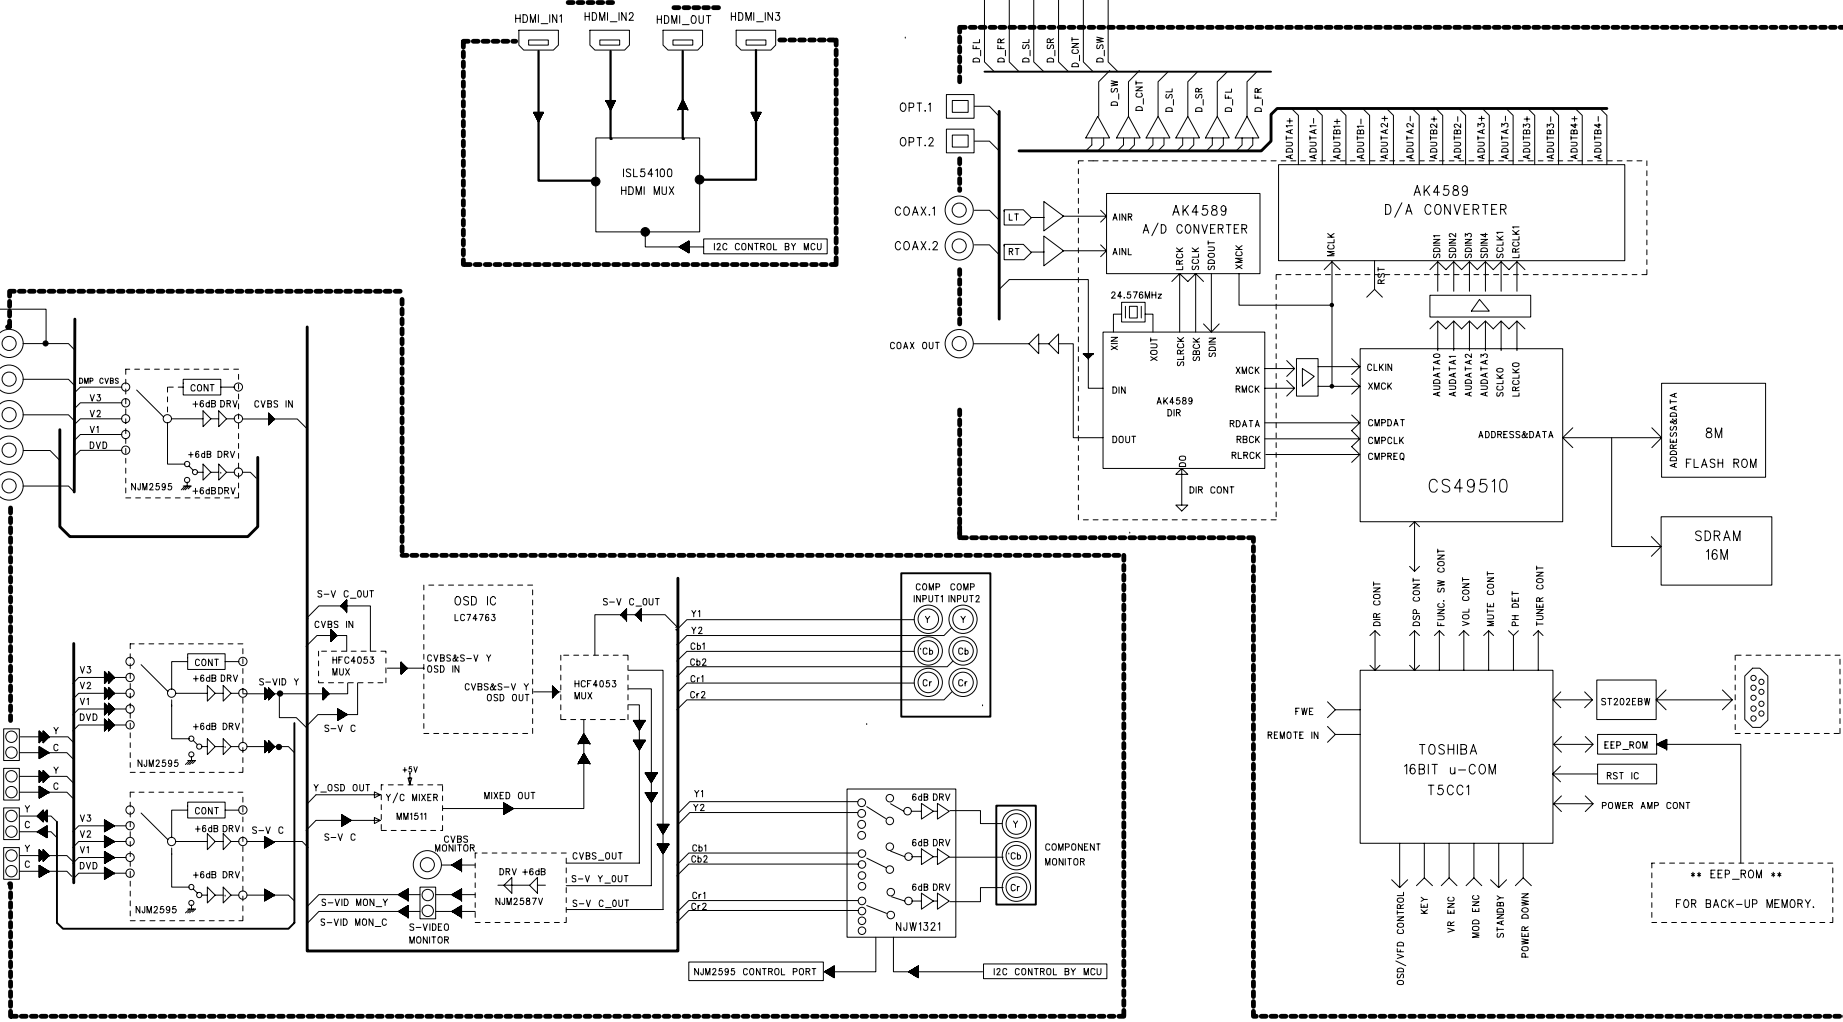 HDMI_IN1
HDMI_IN2
HDMI_OUT
HDMI_IN3
ISL54100
HDMI MUX
I2C CONTROL BY MCU
D_FL
D_FR
D_SL
D_SR
D_CNT
D_SW
D_SW
D_CNT
D_SL
D_SR
D_FL
D_FR
OPT.1
OPT.2
COAX.1
COAX.2
COAX OUT
LT
RT
AINR
AINL
AK4589
A/D CONVERTER
LRCK
SCLK
SDOUT
XMCK
ADUTA1+
ADUTA1-
ADUTB1+
ADUTB1-
ADUTA2+
ADUTA2-
ADUTB2+
ADUTB2-
ADUTA3+
ADUTA3-
ADUTB3+
ADUTB3-
ADUTB4+
ADUTB4-
AK4589
D/A CONVERTER
MCLK
RST
SDIN1
SDIN2
SDIN3
SDIN4
SCLK1
LRCLK1
24.576MHz
XIN
XOUT
SLRCK
SBCK
SDIN
DIN
DOUT
AK4589
DIR
XMCK
RMCK
RDATA
RBCK
RLRCK
DO
DIR CONT
CLKIN
XMCK
CMPDAT
CMPCLK
CMPREQ
AUDATA0
AUDATA1
AUDATA2
AUDATA3
SCLKO
LRCLKO
ADDRESS&DATA
CS49510
ADDRESS&DATA
8M
FLASH ROM
SDRAM
16M
DIR CONT
DSP CONT
FUNC. SW CONT
VOL CONT
MUTE CONT
PH DET
TUNER CONT
FWE
REMOTE IN
TOSHIBA
16BIT u-COM
T5CC1
ST202EBW
EEP_ROM
RST IC
POWER AMP CONT
OSD/VFD CONTROL
KEY
VR ENC
MOD ENC
STANDBY
POWER DOWN
** EEP_ROM **
FOR BACK-UP MEMORY.
DMP CVBS
V3
V2
V1
DVD
CONT
+6dB DRV
+6dB DRV
+6dBDRV
NJM2595
CVBS IN
V3
V2
V1
DVD
CONT
+6dB DRV
+6dB DRV
NJM2595
S-VID Y
Y
C
Y
C
Y
C
Y
C
V3
V2
V1
DVD
CONT
+6dB DRV
+6dB DRV
NJM2595
S-V C
S-V C_OUT
CVBS IN
HFC4053
MUX
S-V C
OSD IC
LC74763
CVBS&S-V Y
OSD IN
CVBS&S-V Y
OSD OUT
HCF4053
MUX
S-V C_OUT
+5V
Y_OSD OUT
Y/C MIXER
MM1511
MIXED OUT
S-V C
CVBS
MONITOR
DRV +6dB
NJM2587V
CVBS_OUT
S-V Y_OUT
S-V C_OUT
S-VID MON_Y
S-VID MON_C
S-VIDEO
MONITOR
Y1
Y2
Cb1
Cb2
Cr1
Cr2
COMP
INPUT1
COMP
INPUT2
Y
Y
Cb
Cb
Cr
Cr
Y1
Y2
Cb1
Cb2
Cr1
Cr2
6dB DRV
6dB DRV
6dB DRV
NJW1321
Y
Cb
Cr
COMPONENT
MONITOR
NJM2595 CONTROL PORT
I2C CONTROL BY MCU